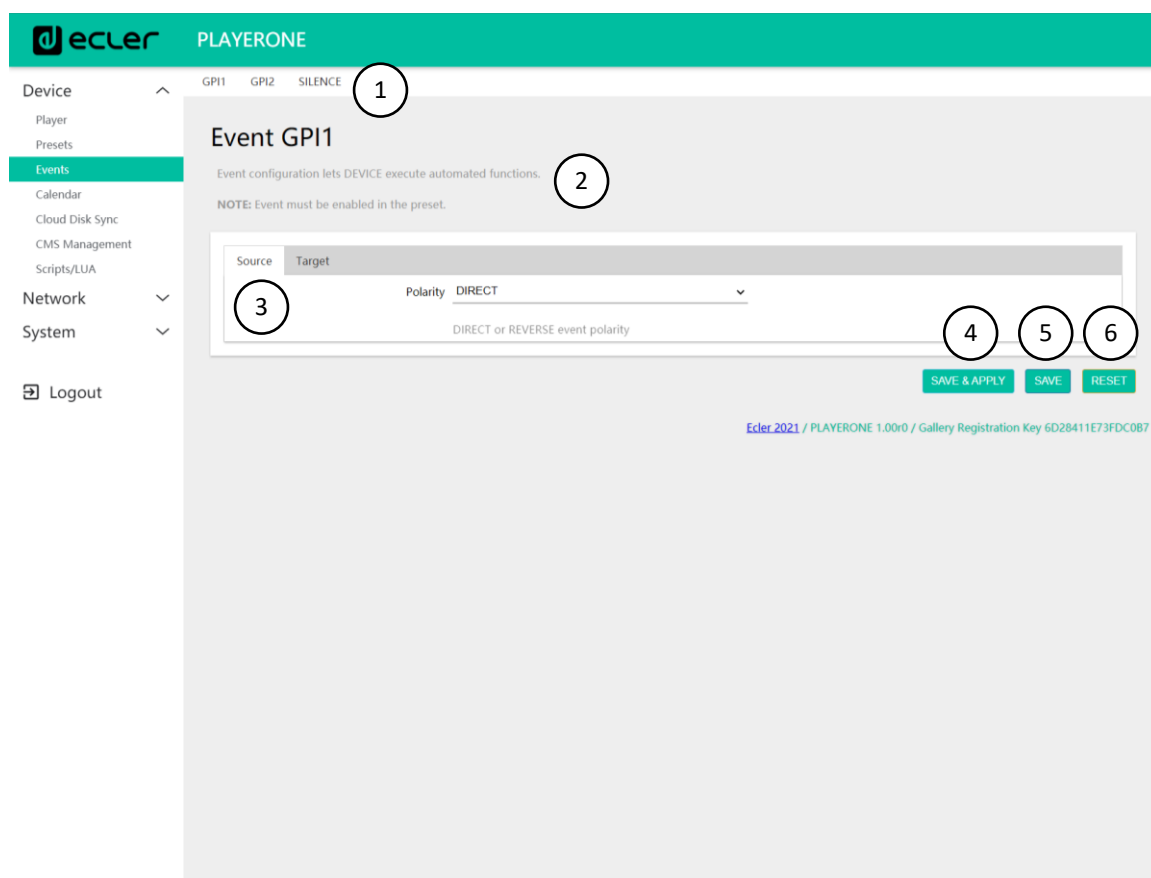 ecler
PLAYERONE
Device
Player
Presets
Events
Calendar
Cloud Disk Sync
CMS Management
Scripts/LUA
Network
System
Logout
GPI1 GPI2 SILENCE
1
Event GPI1
Event configuration lets DEVICE execute automated functions.
2
NOTE: Event must be enabled in the preset.
Source Target
3
Polarity DIRECT
DIRECT or REVERSE event polarity
4 5 6
SAVE & APPLY SAVE RESET
Ecler 2021 / PLAYERONE 1.00r0 / Gallery Registration Key 6D28411E73FDC0B7